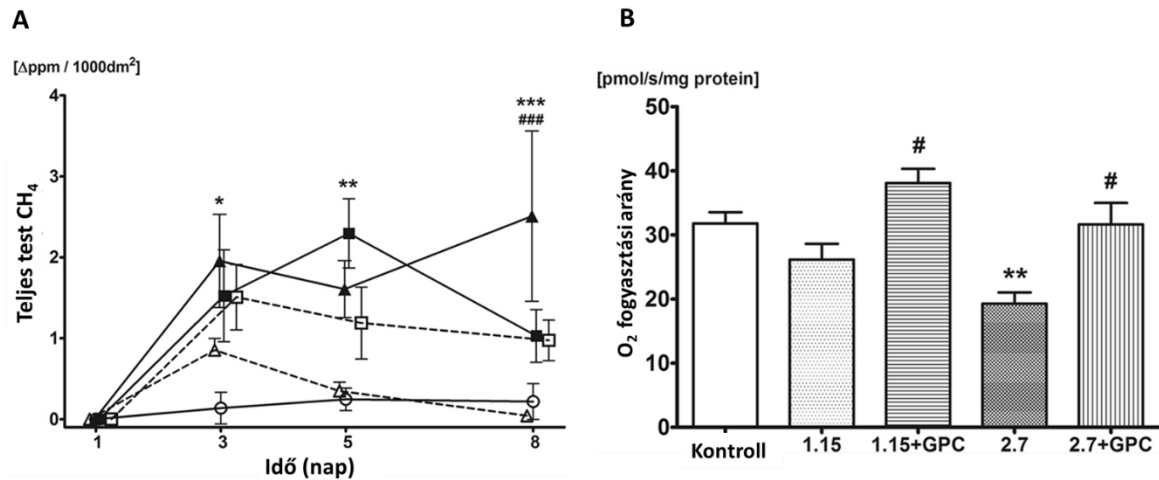 A
[Δppm / 1000dm²]
Teljes test CH₄
4
3
2
1
0
*
**
***
###
1
3
5
8
Idő (nap)
B
[pmol/s/mg protein]
O₂ fogyasztási arány
50
40
30
20
10
0
#
**
#
Kontroll
1.15
1.15+GPC
2.7
2.7+GPC